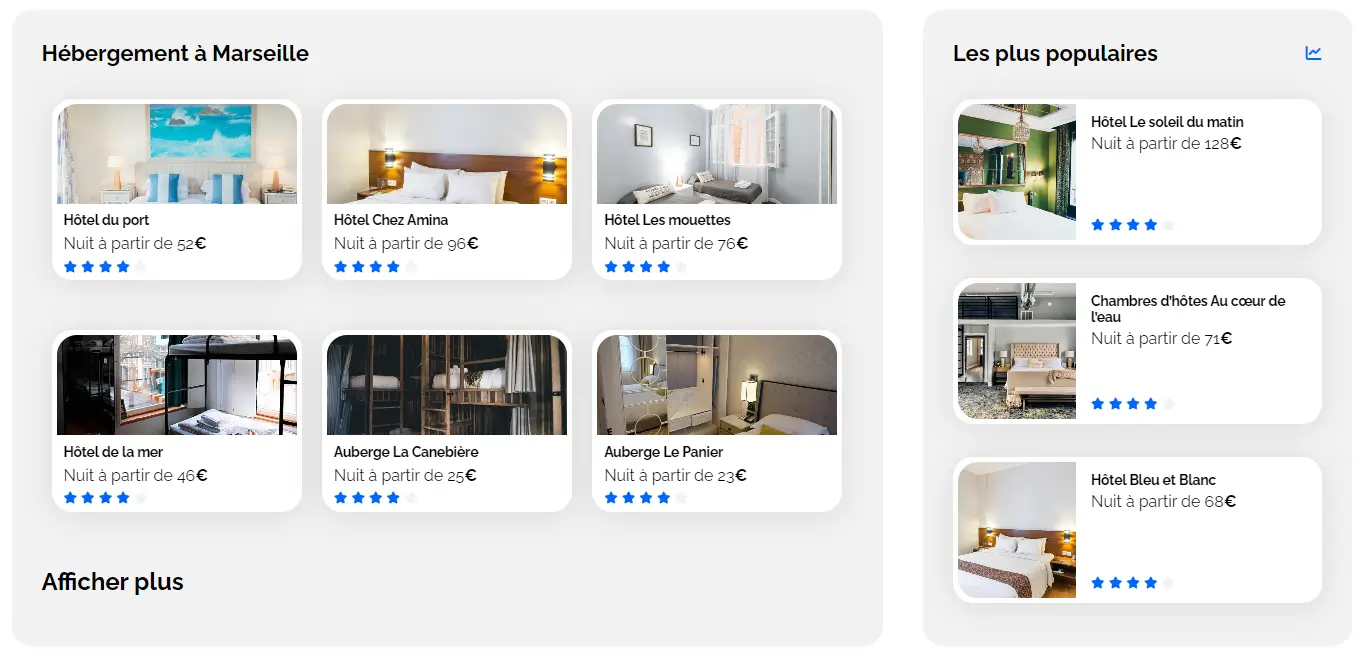 Hébergement à Marseille
Hôtel du port
Nuit à partir de 52€
Hôtel Chez Amina
Nuit à partir de 96€
Hôtel Les mouettes
Nuit à partir de 76€
Hôtel de la mer
Nuit à partir de 46€
Auberge La Canebière
Nuit à partir de 25€
Auberge Le Panier
Nuit à partir de 23€
Afficher plus
Les plus populaires
Hôtel Le soleil du matin
Nuit à partir de 128€
Chambres d'hôtes Au cœur de
l'eau
Nuit à partir de 71€
Hôtel Bleu et Blanc
Nuit à partir de 68€